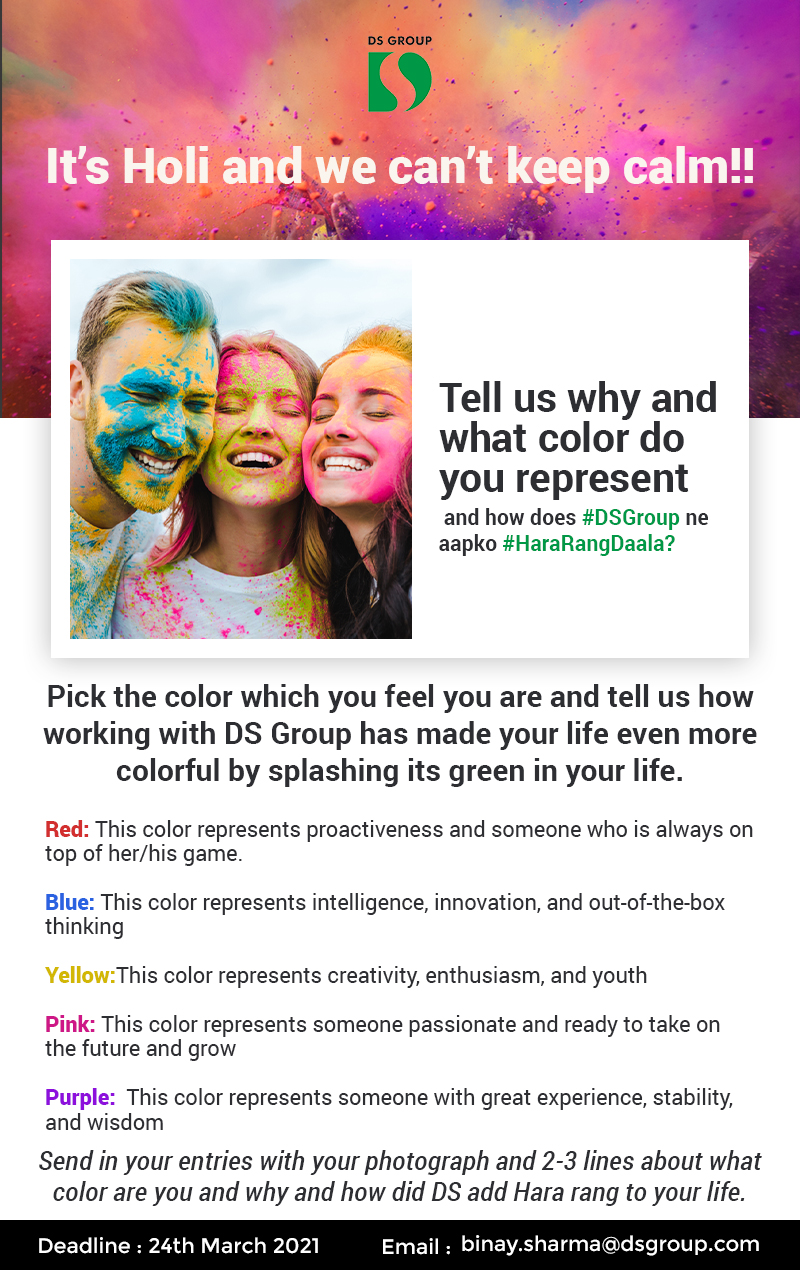 DS GROUP
It’s Holi and we can’t keep calm!!
Tell us why and
what color do
you represent
and how does #DSGroup ne
aapko #HaraRangDaala?
Pick the color which you feel you are and tell us how
working with DS Group has made your life even more
colorful by splashing its green in your life.
Red: This color represents proactiveness and someone who is always on
top of her/his game.
Blue: This color represents intelligence, innovation, and out-of-the-box
thinking
Yellow:This color represents creativity, enthusiasm, and youth
Pink: This color represents someone passionate and ready to take on
the future and grow
Purple: This color represents someone with great experience, stability,
and wisdom
Send in your entries with your photograph and 2-3 lines about what
color are you and why and how did DS add Hara rang to your life.
Deadline : 24th March 2021 Email : binay.sharma@dsgroup.com